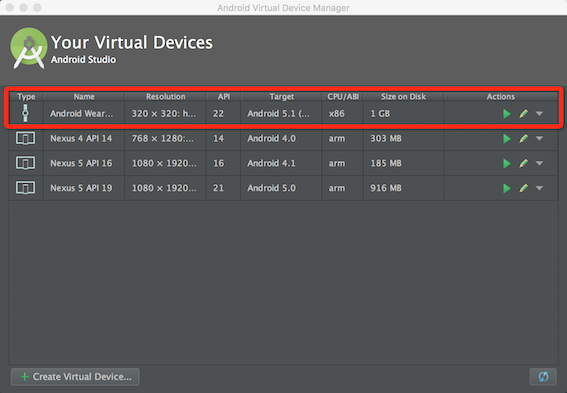 Android Virtual Device Manager
Your Virtual Devices
Android Studio
Type Name Resolution API Target CPU/ABI Size on Disk Actions
Android Wear... 320 × 320: h... 22 Android 5.1 (... x86 1 GB
Nexus 4 API 14 768 × 1280:... 14 Android 4.0 arm 303 MB
Nexus 5 API 16 1080 × 1920... 16 Android 4.1 arm 185 MB
Nexus 5 API 19 1080 × 1920... 21 Android 5.0 arm 916 MB
Create Virtual Device...